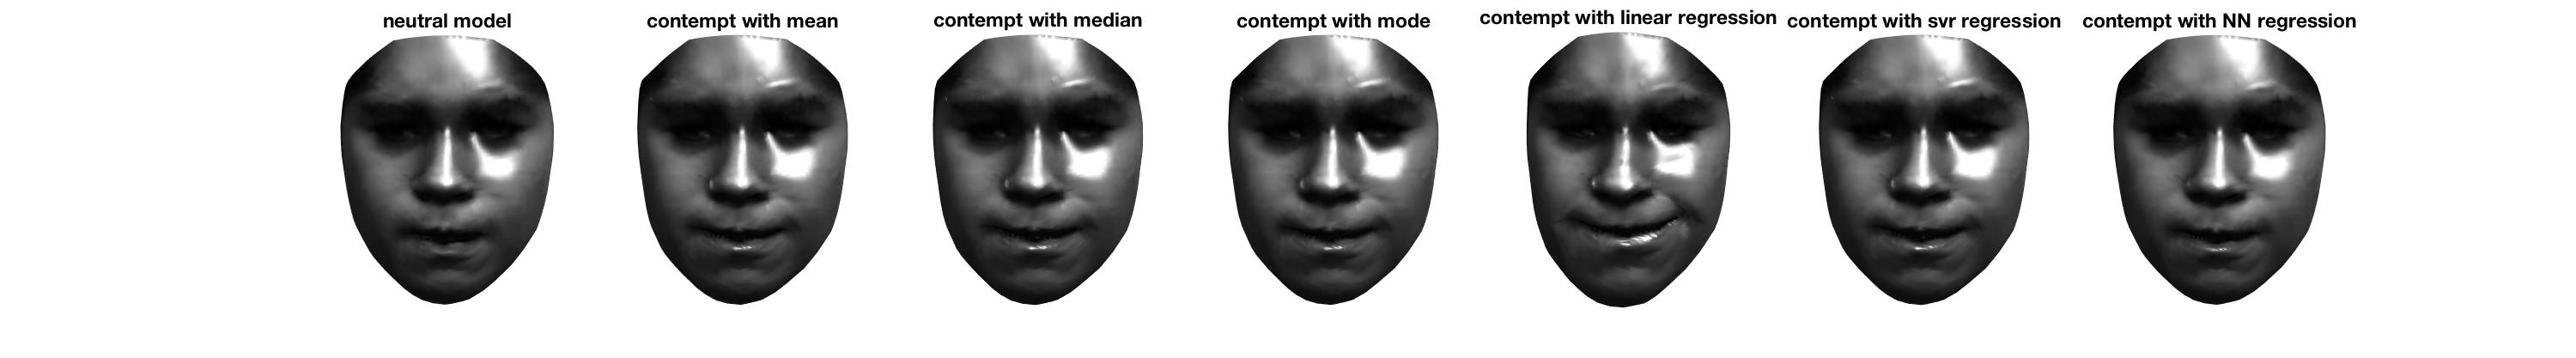 neutral model
contempt with mean
contempt with median
contempt with mode
contempt with linear regression
contempt with svr regression
contempt with NN regression